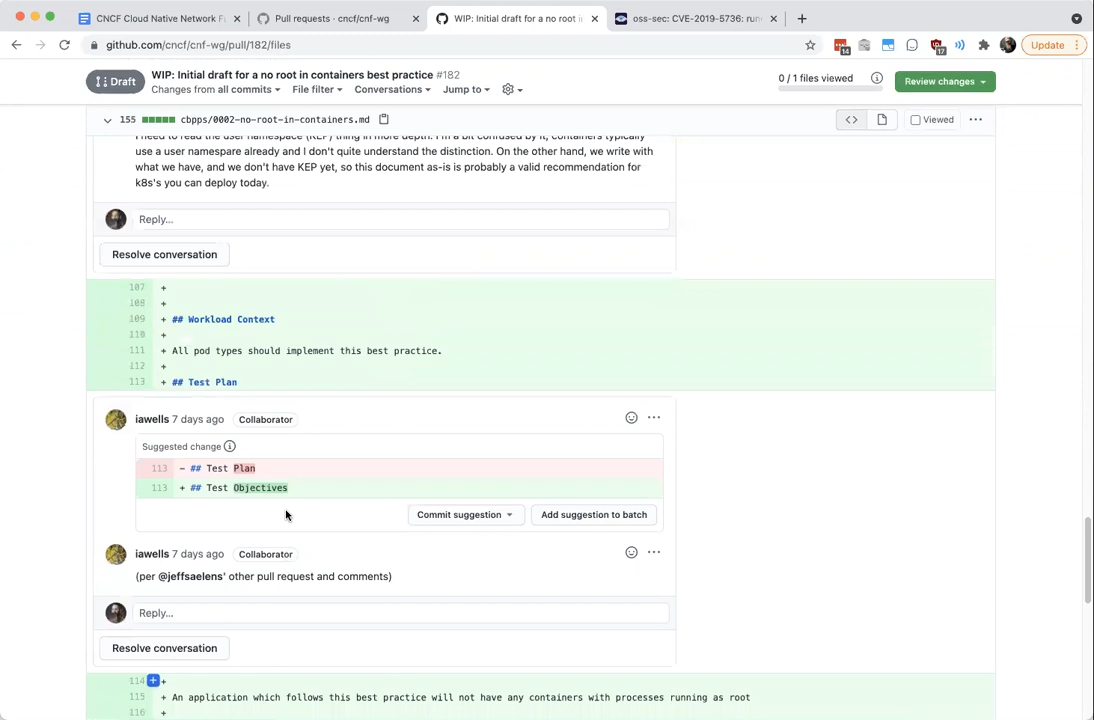 CNCF Cloud Native Network F
Pull requests · cncf/cnf-wg
WIP: Initial draft for a no root in
oss-sec: CVE-2019-5736: run
github.com/cncf/cnf-wg/pull/182/files
14
17
Update
Draft
WIP: Initial draft for a no root in containers best practice #182
Changes from all commits
File filter
Conversations
Jump to
0 / 1 files viewed
Review changes
155
cbpps/0002-no-root-in-containers.md
Viewed
I need to read the user namespace (KEP) thing in more depth. I'm a bit confused by it, containers typically
use a user namespare already and I don't quite understand the distinction. On the other hand, we write with
what we have, and we don't have KEP yet, so this document as-is is probably a valid recommendation for
k8s's you can deploy today.
Reply...
Resolve conversation
107 +
108 +
109 + ## Workload Context
110 +
111 + All pod types should implement this best practice.
112 +
113 + ## Test Plan
iawells 7 days ago Collaborator
Suggested change
113 - ## Test Plan
113 + ## Test Objectives
Commit suggestion
Add suggestion to batch
iawells 7 days ago Collaborator
(per @jeffsaelens' other pull request and comments)
Reply...
Resolve conversation
114 + +
115 + An application which follows this best practice will not have any containers with processes running as root
116 +